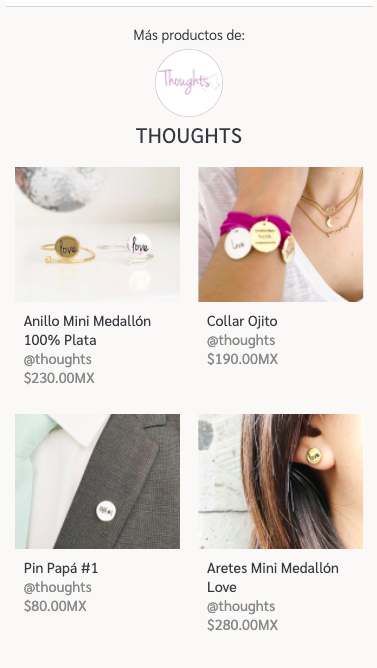 Más productos de:
Thoughts
THOUGHTS
love
love
Love
Anillo Mini Medallón
100% Plata
@thoughts
$230.00MX
Collar Ojito
@thoughts
$190.00MX
love
Pin Papá #1
@thoughts
$80.00MX
Aretes Mini Medallón
Love
@thoughts
$280.00MX